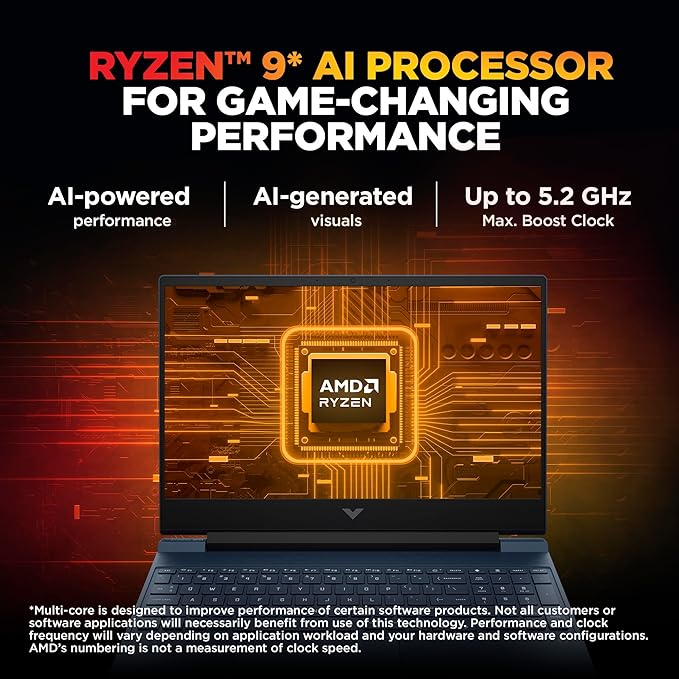 RYZEN™ 9* AI PROCESSOR
FOR GAME-CHANGING
PERFORMANCE
AI-powered
performance
AI-generated
visuals
Up to 5.2 GHz
Max. Boost Clock
AMD
RYZEN
*Multi-core is designed to improve performance of certain software products. Not all customers or
software applications will necessarily benefit from use of this technology. Performance and clock
frequency will vary depending on application workload and your hardware and software configurations.
AMD's numbering is not a measurement of clock speed.